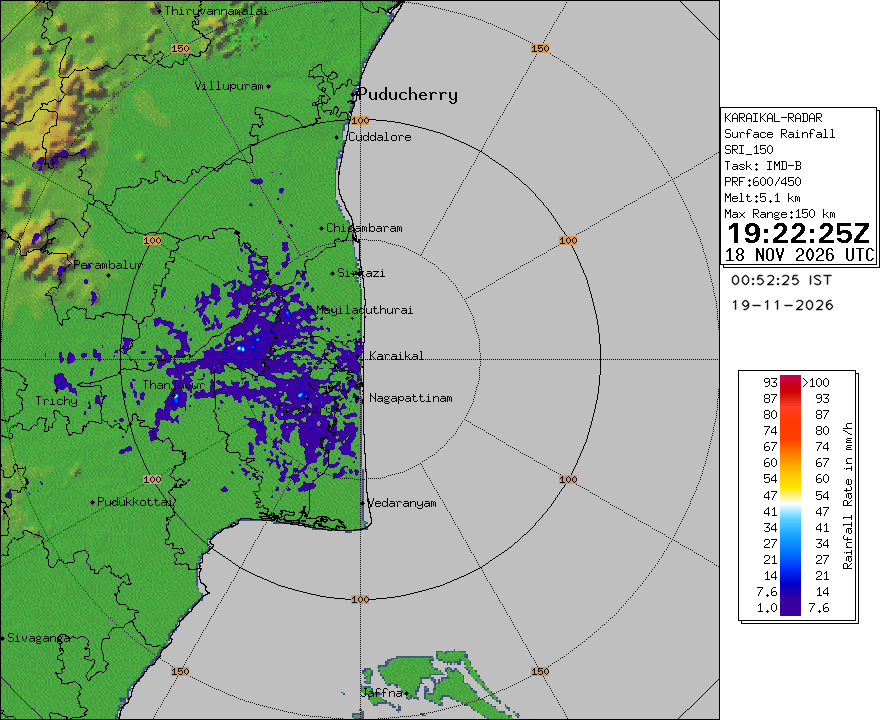 Thiruvannamalai
150
150
Villupuram
Puducherry
100
Cuddalore
KARAIKAL-RADAR
Surface Rainfall
SRI_150
Task: IMD-B
PRF:600/450
Melt:5.1 km
Max Range:150 km
19:22:25Z
18 NOV 2026 UTC
00:52:25 IST
19-11-2026
Chidambaram
100
100
Perambalur
Sirkazi
Mayiladuthurai
Karaikal
Thanjavur
Trichy
Nagapattinam
93 >100
87 93
80 87
74 80
67 74
60 67
54 60
47 54
41 47
34 41
27 34
21 27
14 21
7.6 14
1.0 7.6
Rainfall Rate in mm/h
100
100
Pudukkottai
Vedaranyam
100
Sivaganga
150
150
Jaffna